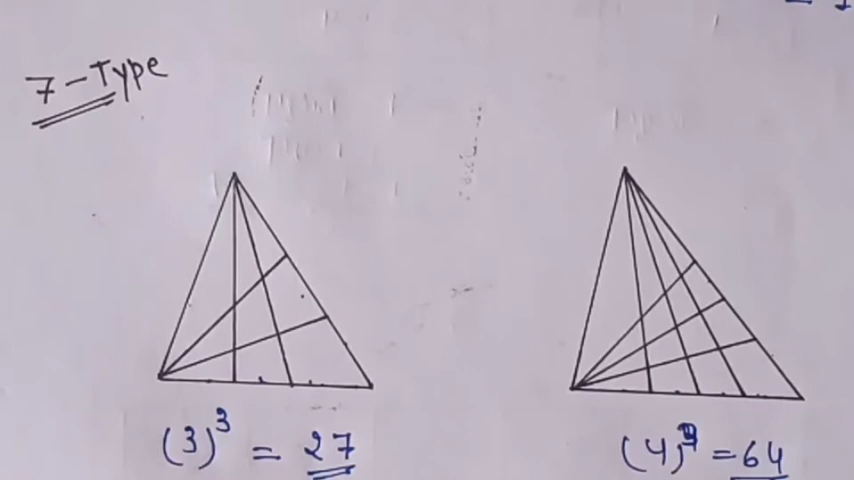 7-Type
(3)³ = 27
(4)³ = 64